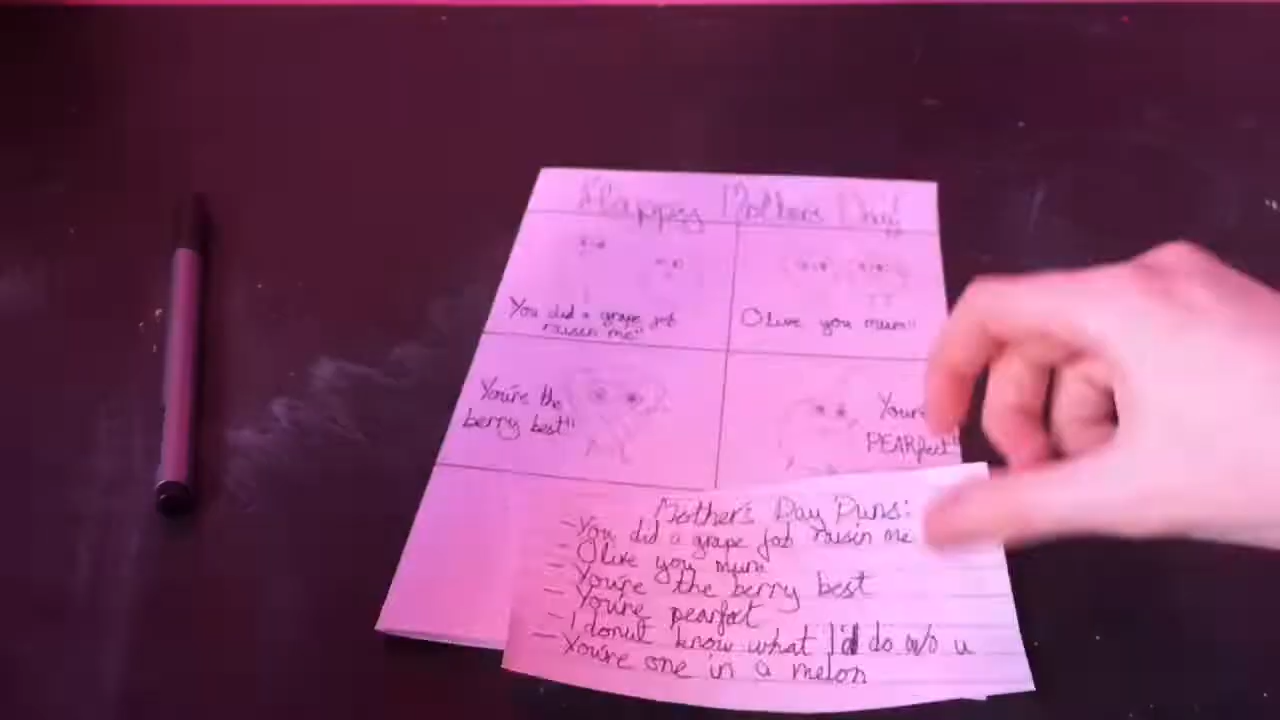 Happy Mothers Day!
You did a grape job
"raisin me"
Olive you mum!!
You're the
berry best!!
You're
PEARfect!!
Mother's Day Puns:
- You did a grape job raisin me
- Olive you mum
- You're the berry best
- You're pearfect
- I donut know what I'd do w/o u
- You're one in a melon